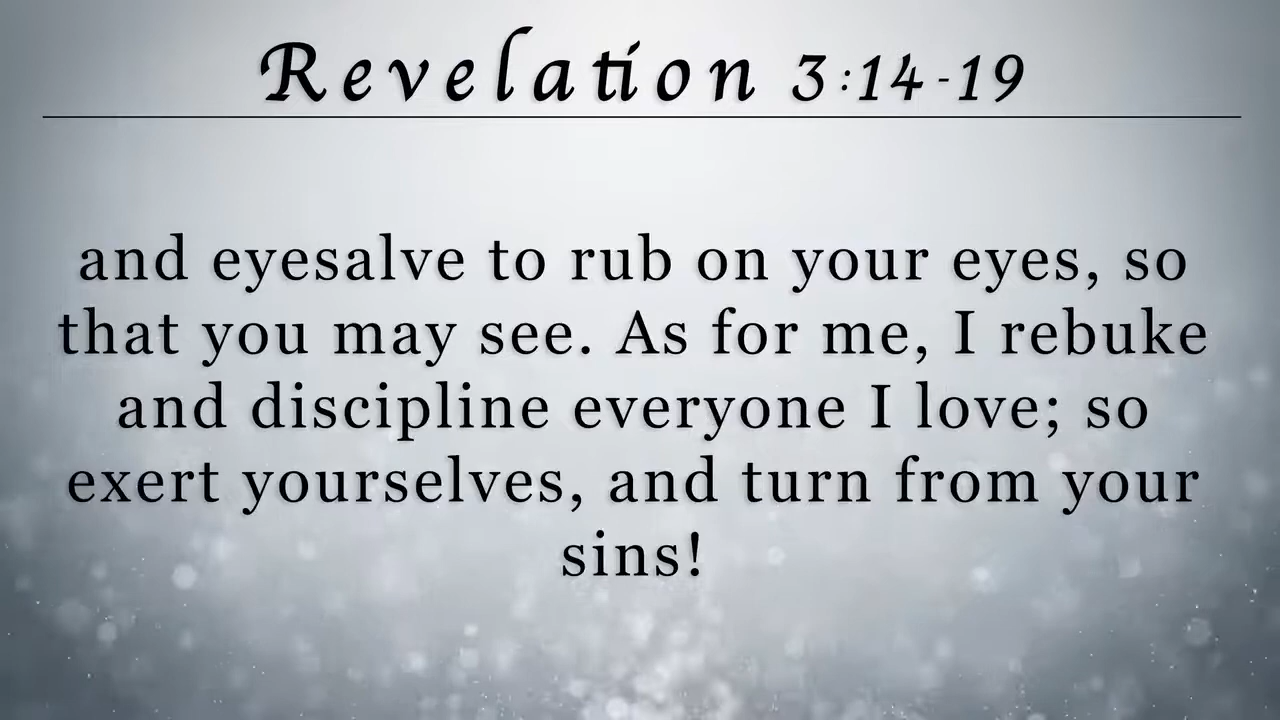 Revelation 3:14-19
and eyesalve to rub on your eyes, so
that you may see. As for me, I rebuke
and discipline everyone I love; so
exert yourselves, and turn from your
sins!